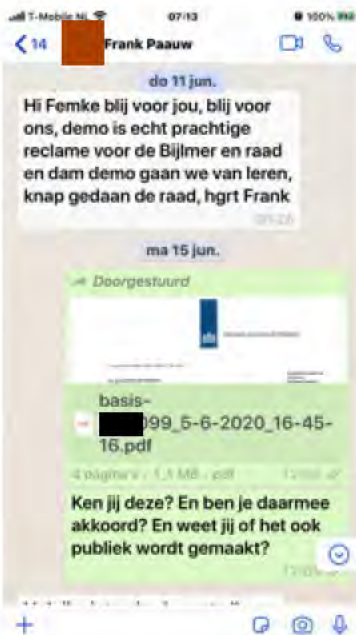 T-Mobile NL 07:13 100%
14 Frank Paauw
do 11 jun.
Hi Femke blij voor jou, blij voor
ons, demo is echt prachtige
reclame voor de Bijlmer en raad
en dam demo gaan we van leren,
knap gedaan de raad, hgrt Frank
ma 15 jun.
Doorgestuurd
basis-
099_5-6-2020_16-45-
16.pdf
4 pagina's · 1,1 MB · pdf
Ken jij deze? En ben je daarmee
akkoord? En weet jij of het ook
publiek wordt gemaakt?